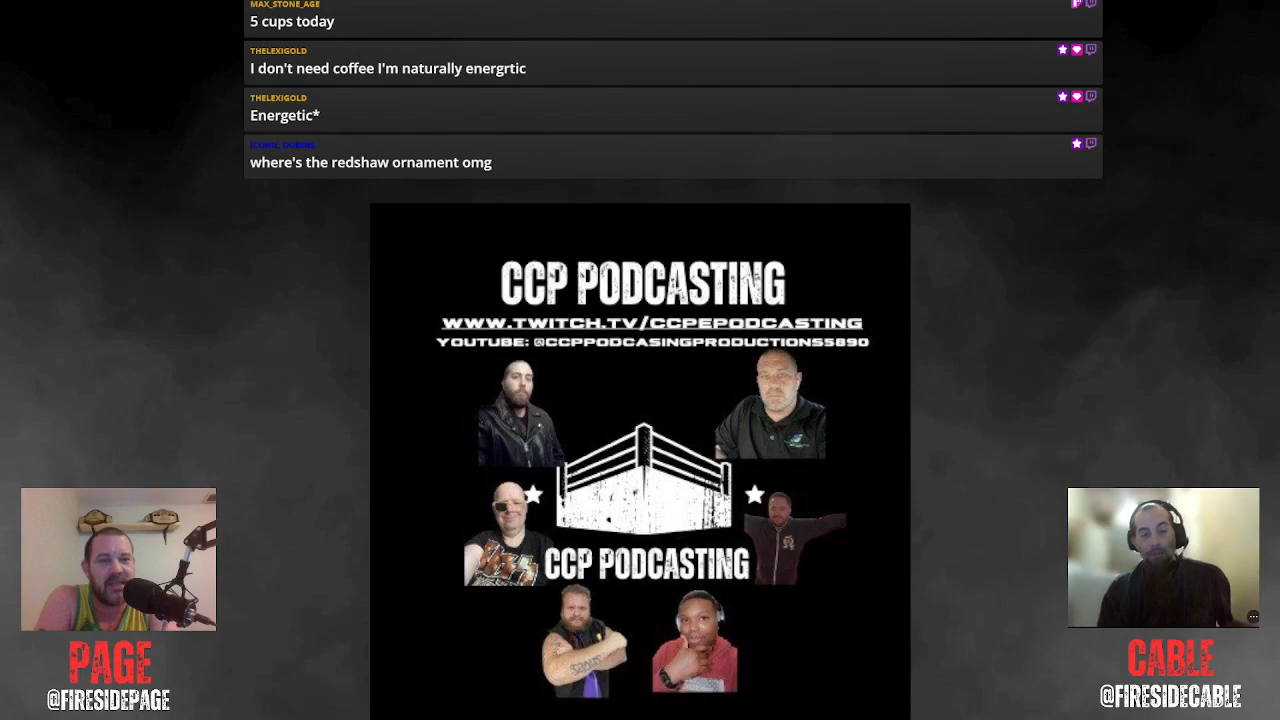 MAX_STONE_AGE
5 cups today
THELEXIGOLD
I don't need coffee I'm naturally energrtic
THELEXIGOLD
Energetic*
ICONIC_DUBINS
where's the redshaw ornament omg
CCP PODCASTING
WWW.TWITCH.TV/CCPEPODCASTING
YOUTUBE: @CCPPODCASINGPRODUCTIONS5890
CCP PODCASTING
PAGE
@FIRESIDEPAGE
CABLE
@FIRESIDECABLE